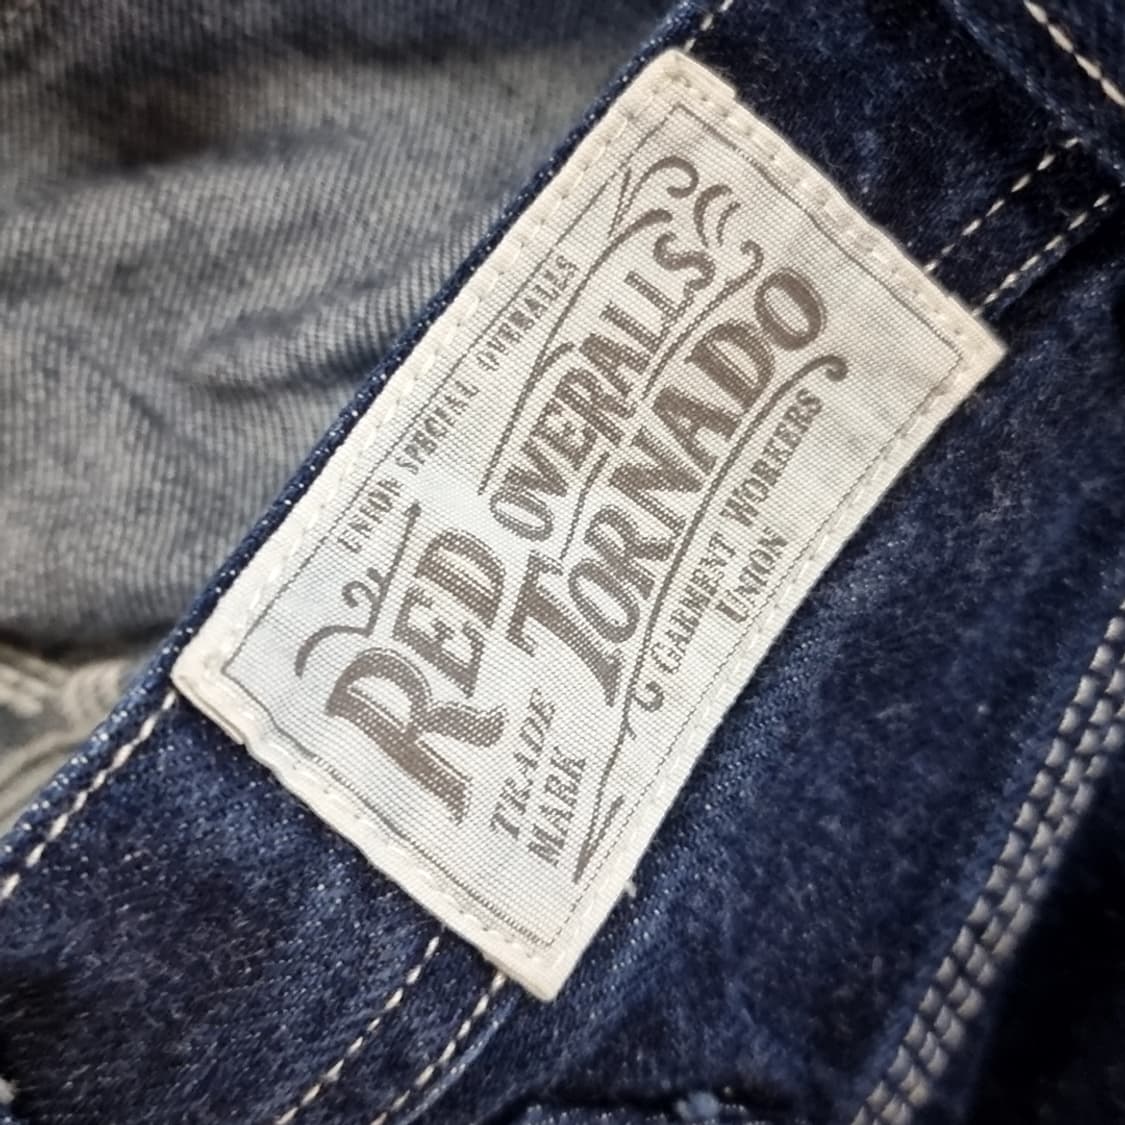 UNION SPECIAL OVERALLS
RED OVERALLS
TORNADO
TRADE
MARK
GARMENT WORKERS
UNION